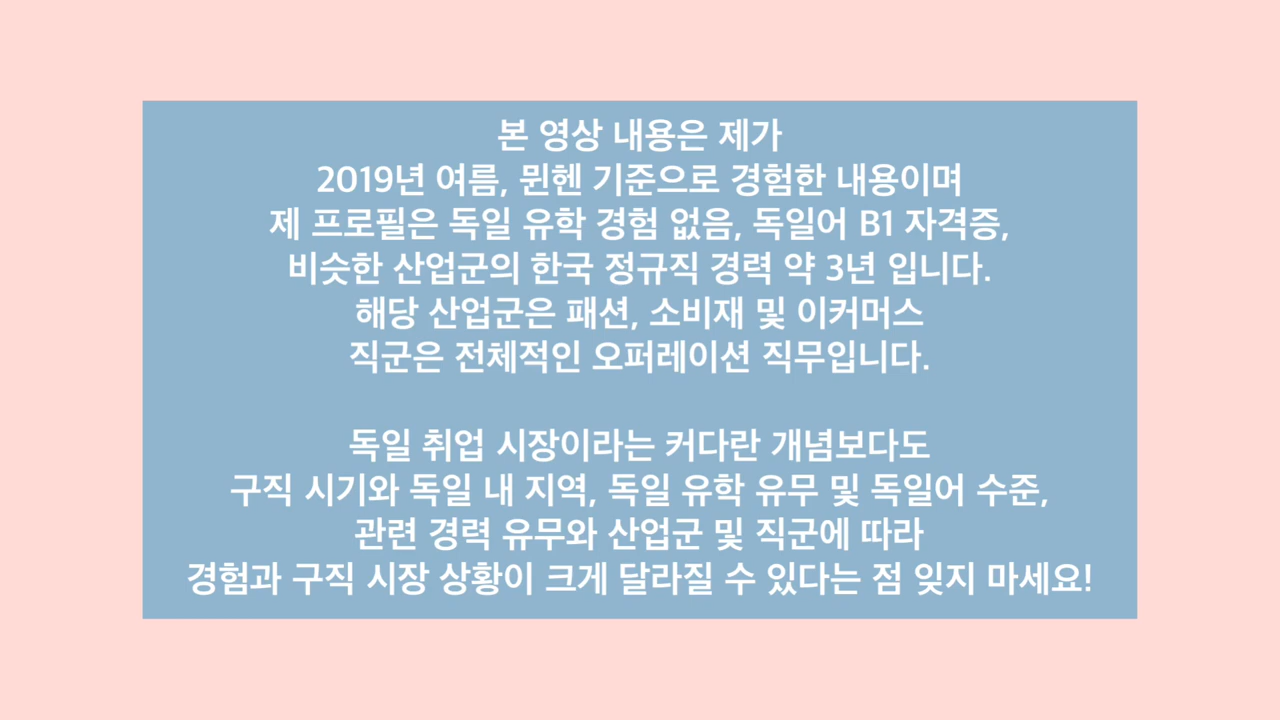 본 영상 내용은 제가
2019년 여름, 뮌헨 기준으로 경험한 내용이며
제 프로필은 독일 유학 경험 없음, 독일어 B1 자격증,
비슷한 산업군의 한국 정규직 경력 약 3년 입니다.
해당 산업군은 패션, 소비재 및 이커머스
직군은 전체적인 오퍼레이션 직무입니다.
독일 취업 시장이라는 커다란 개념보다도
구직 시기와 독일 내 지역, 독일 유학 유무 및 독일어 수준,
관련 경력 유무와 산업군 및 직군에 따라
경험과 구직 시장 상황이 크게 달라질 수 있다는 점 잊지 마세요!